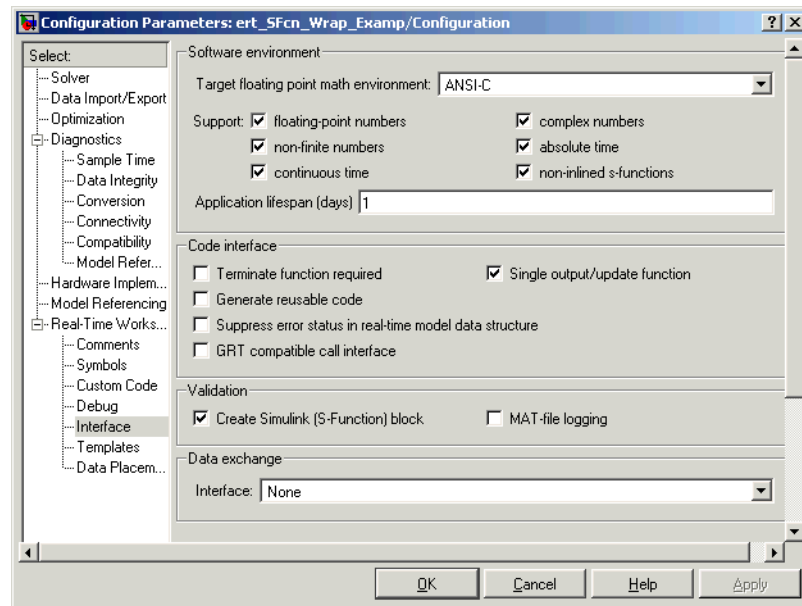 Configuration Parameters: ert_SFcn_Wrap_Examp/Configuration
Select:
Solver
Data Import/Export
Optimization
Diagnostics
Sample Time
Data Integrity
Conversion
Connectivity
Compatibility
Model Refer...
Hardware Implem...
Model Referencing
Real-Time Works...
Comments
Symbols
Custom Code
Debug
Interface
Templates
Data Placem...
Software environment
Target floating point math environment: ANSI-C
Support: floating-point numbers complex numbers
non-finite numbers absolute time
continuous time non-inlined s-functions
Application lifespan (days) 1
Code interface
Terminate function required Single output/update function
Generate reusable code
Suppress error status in real-time model data structure
GRT compatible call interface
Validation
Create Simulink (S-Function) block MAT-file logging
Data exchange
Interface: None
OK Cancel Help Apply